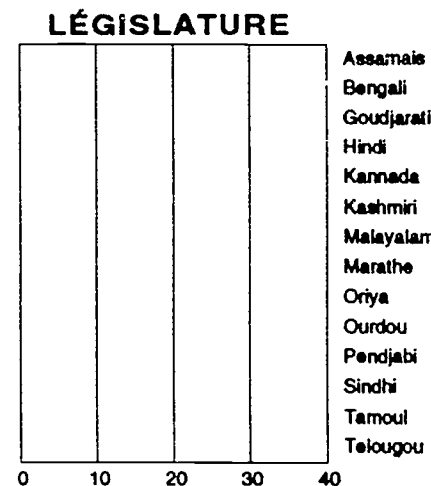 LÉGISLATURE
Assamais
Bengali
Goudjarati
Hindi
Kannada
Kashmiri
Malayalam
Marathe
Oriya
Ourdou
Pendjabi
Sindhi
Tamoul
Telougou
0 10 20 30 40